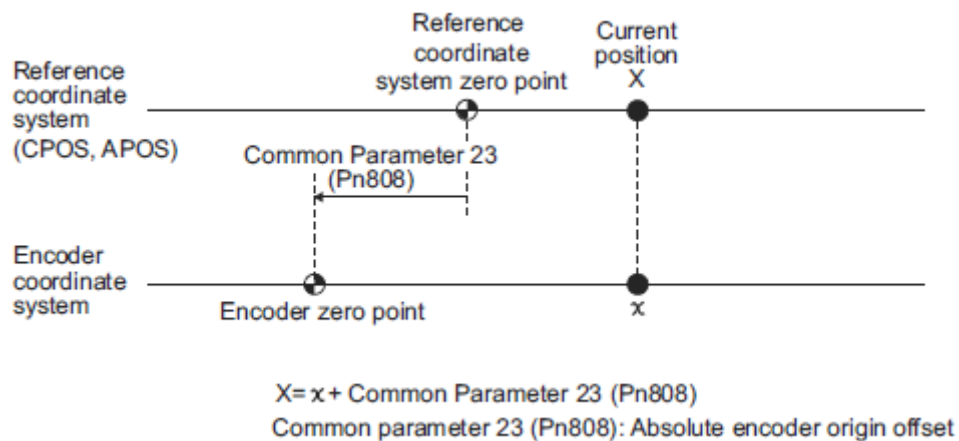 Reference
coordinate
system zero point
Current
position
X
Reference
coordinate
system
(CPOS, APOS)
Common Parameter 23
(Pn808)
Encoder
coordinate
system
Encoder zero point
x
X= x + Common Parameter 23 (Pn808)
Common parameter 23 (Pn808): Absolute encoder origin offset